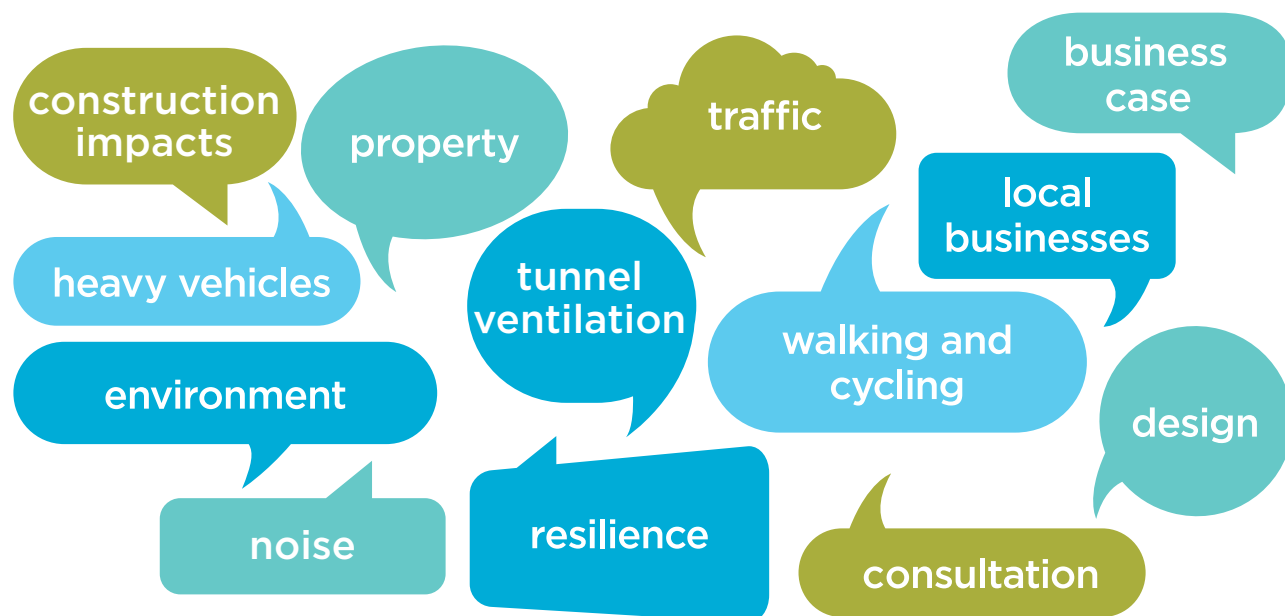 construction
impacts
property
traffic
business
case
heavy vehicles
tunnel
ventilation
local
businesses
environment
walking and
cycling
design
noise
resilience
consultation